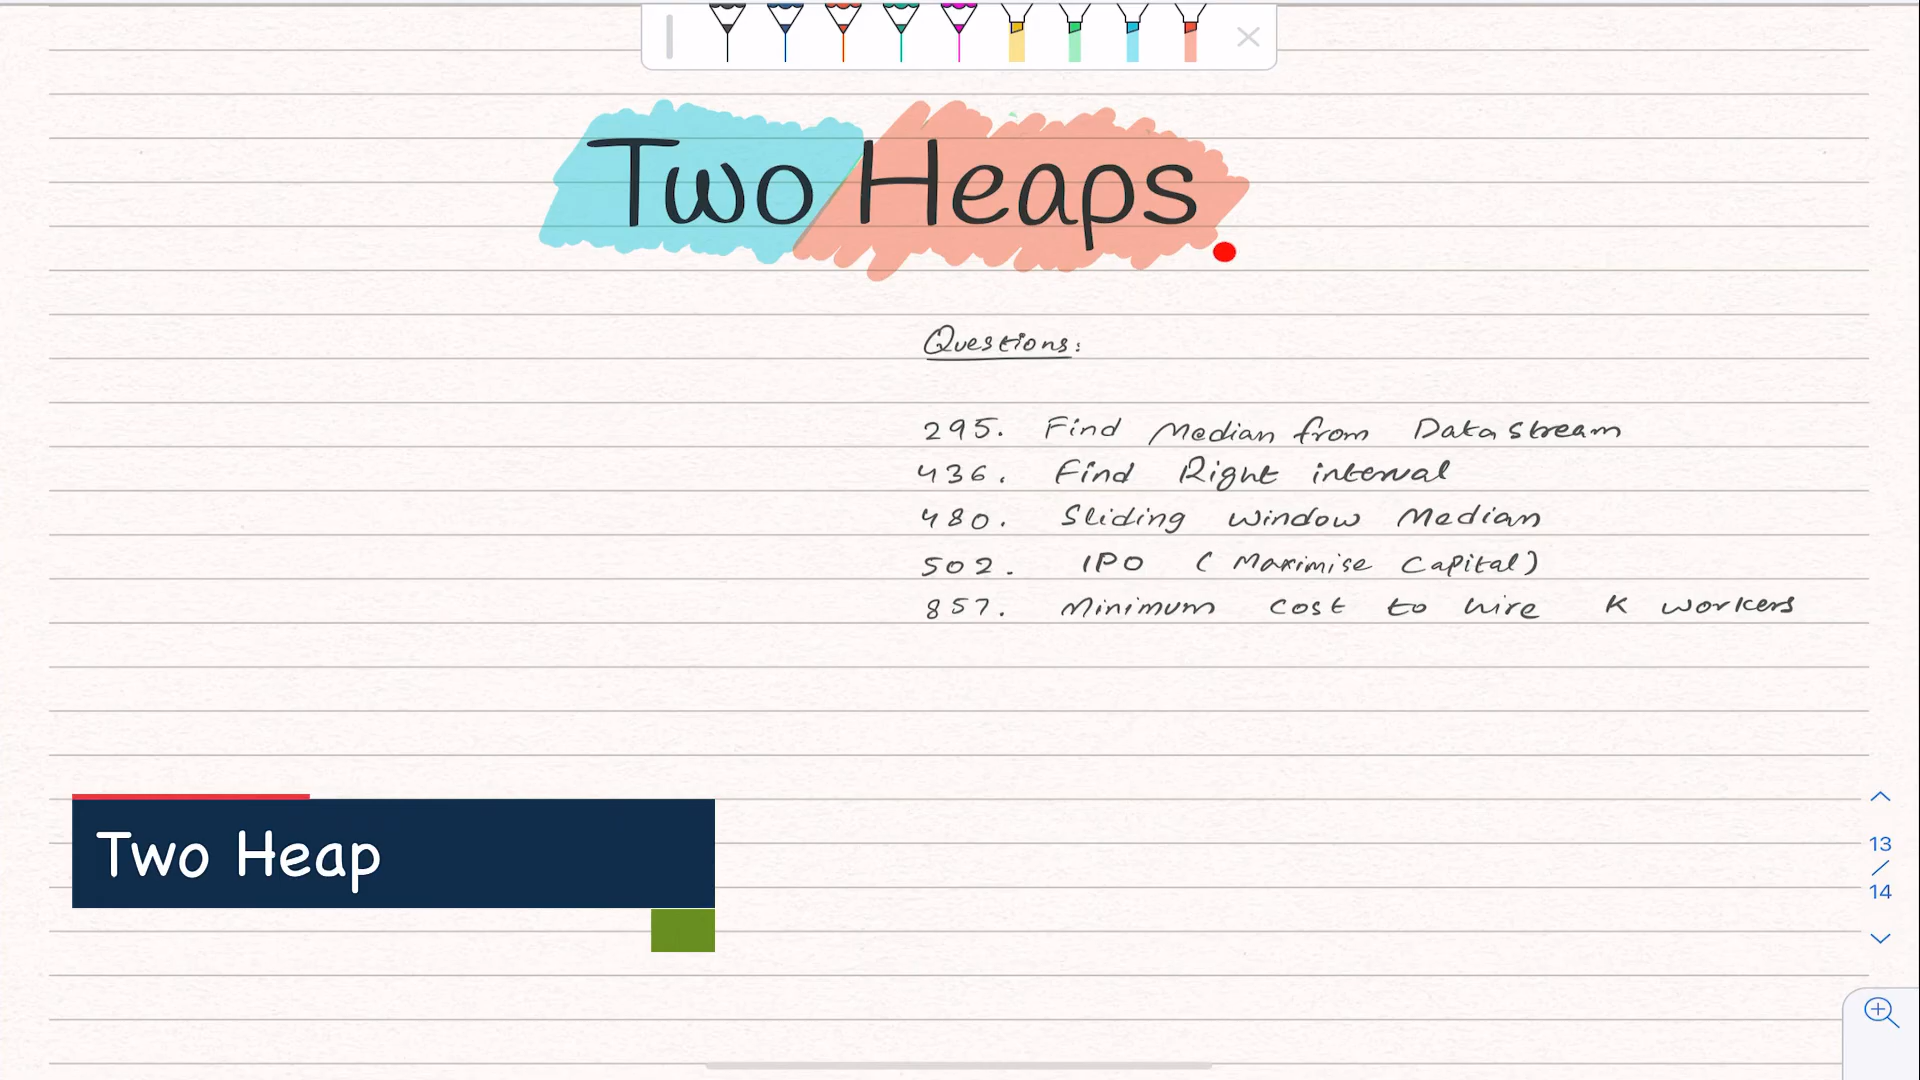 Two Heaps
Questions:
295. Find Median from Data stream
436. Find Right interval
480. Sliding window Median
502. IPO (Maximise Capital)
857. Minimum cost to hire K workers
Two Heap
13
/
14